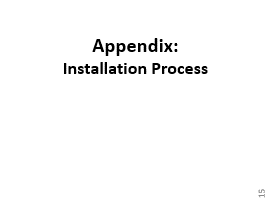 Appendix:
Installation Process
15